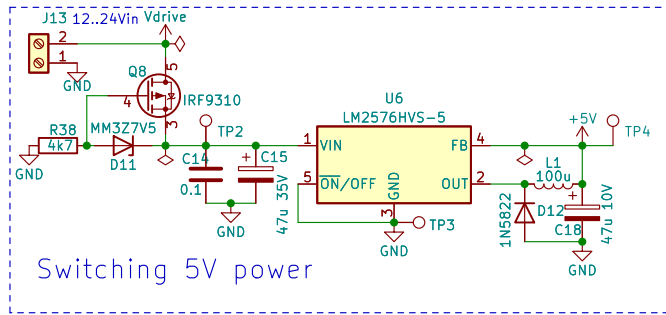 J13 12..24Vin Vdrive
2
1
GND
5
Q8
4
IRF9310
3
R38
4k7
GND
MM3Z7V5
D11
TP2
C14
0.1
C15
+
47u 35V
GND
U6
LM2576HVS-5
1 VIN
FB 4
5 ON/OFF
OUT 2
GND
3
TP3
GND
+5V
TP4
L1
100u
1N5822
D12
+
C18
47u 10V
GND
Switching 5V power